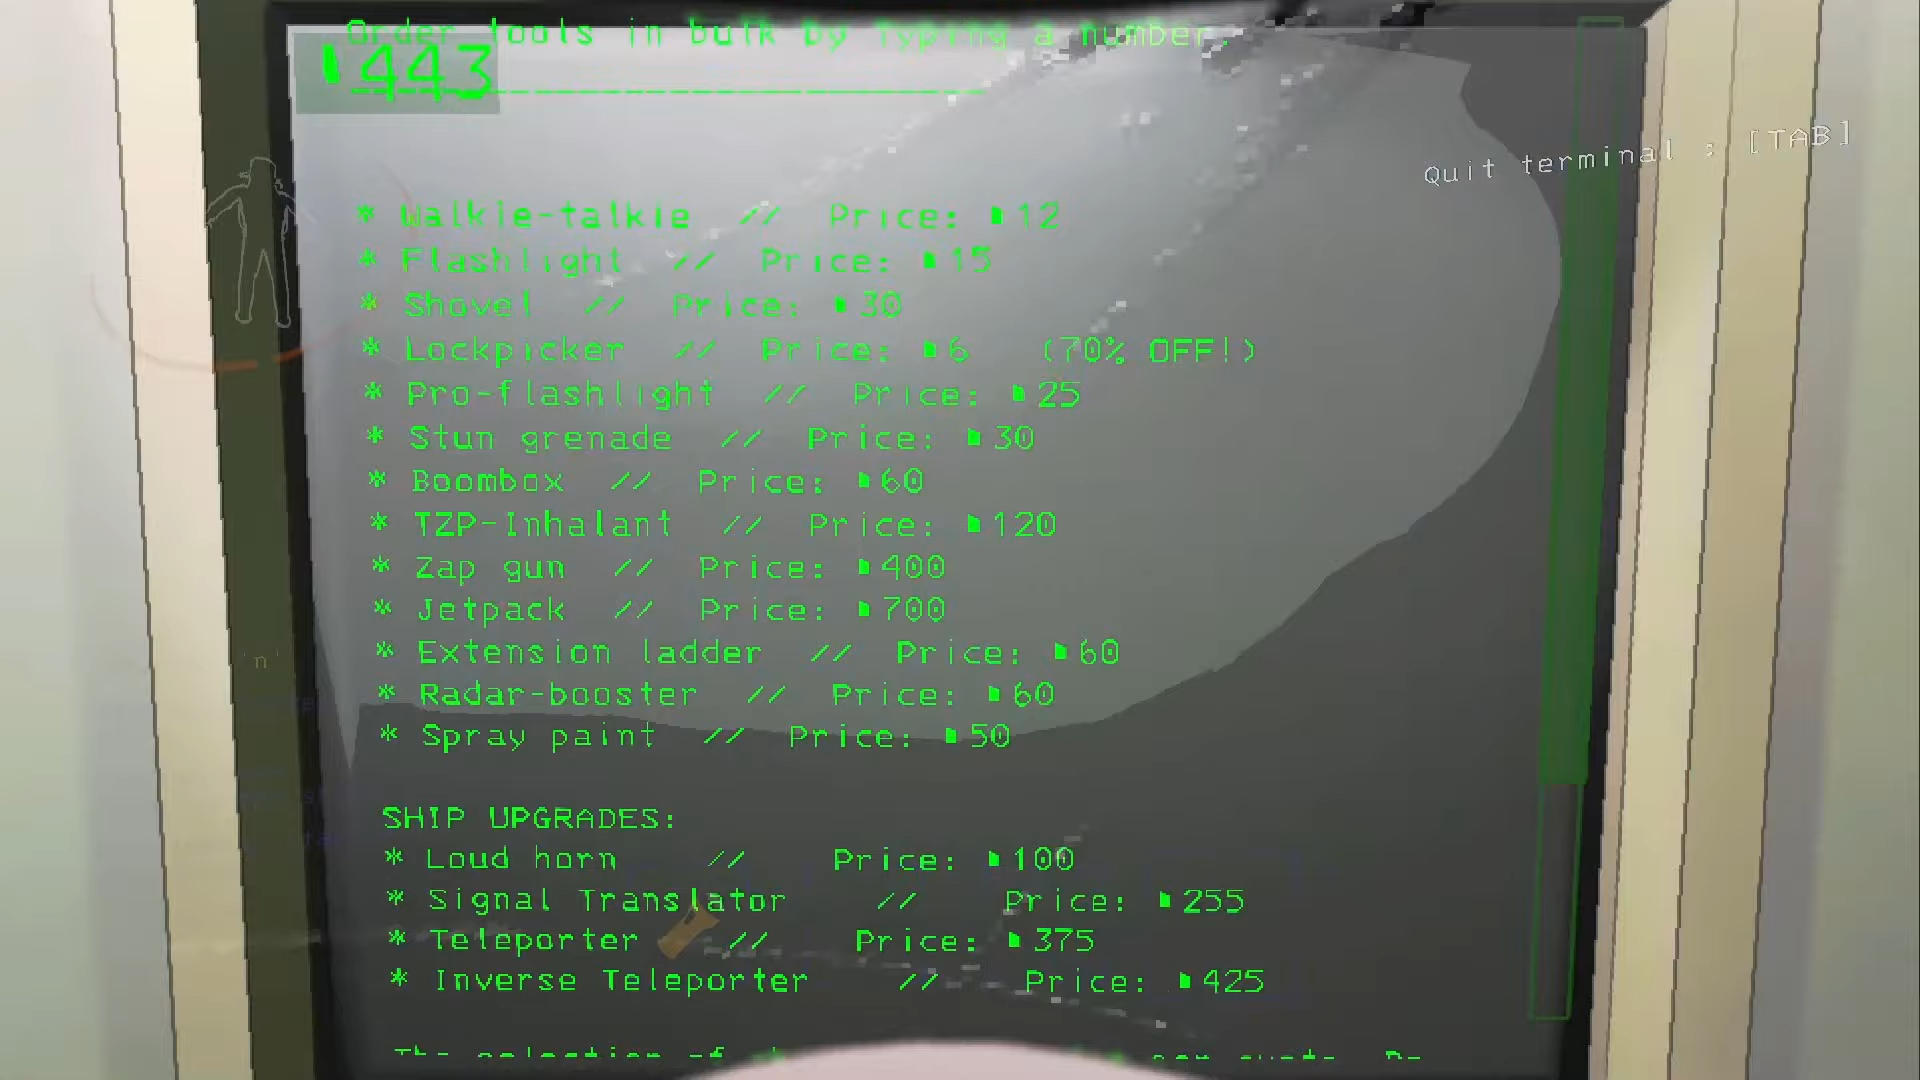 Order tools in bulk by typing a number.
443
Quit terminal : [TAB]
* Walkie-talkie // Price: ▮12
* Flashlight // Price: ▮15
* Shovel // Price: ▮30
* Lockpicker // Price: ▮6 (70% OFF!)
* Pro-flashlight // Price: ▮25
* Stun grenade // Price: ▮30
* Boombox // Price: ▮60
* TZP-Inhalant // Price: ▮120
* Zap gun // Price: ▮400
* Jetpack // Price: ▮700
* Extension ladder // Price: ▮60
* Radar-booster // Price: ▮60
* Spray paint // Price: ▮50
SHIP UPGRADES:
* Loud horn // Price: ▮100
* Signal Translator // Price: ▮255
* Teleporter // Price: ▮375
* Inverse Teleporter // Price: ▮425
The selection of